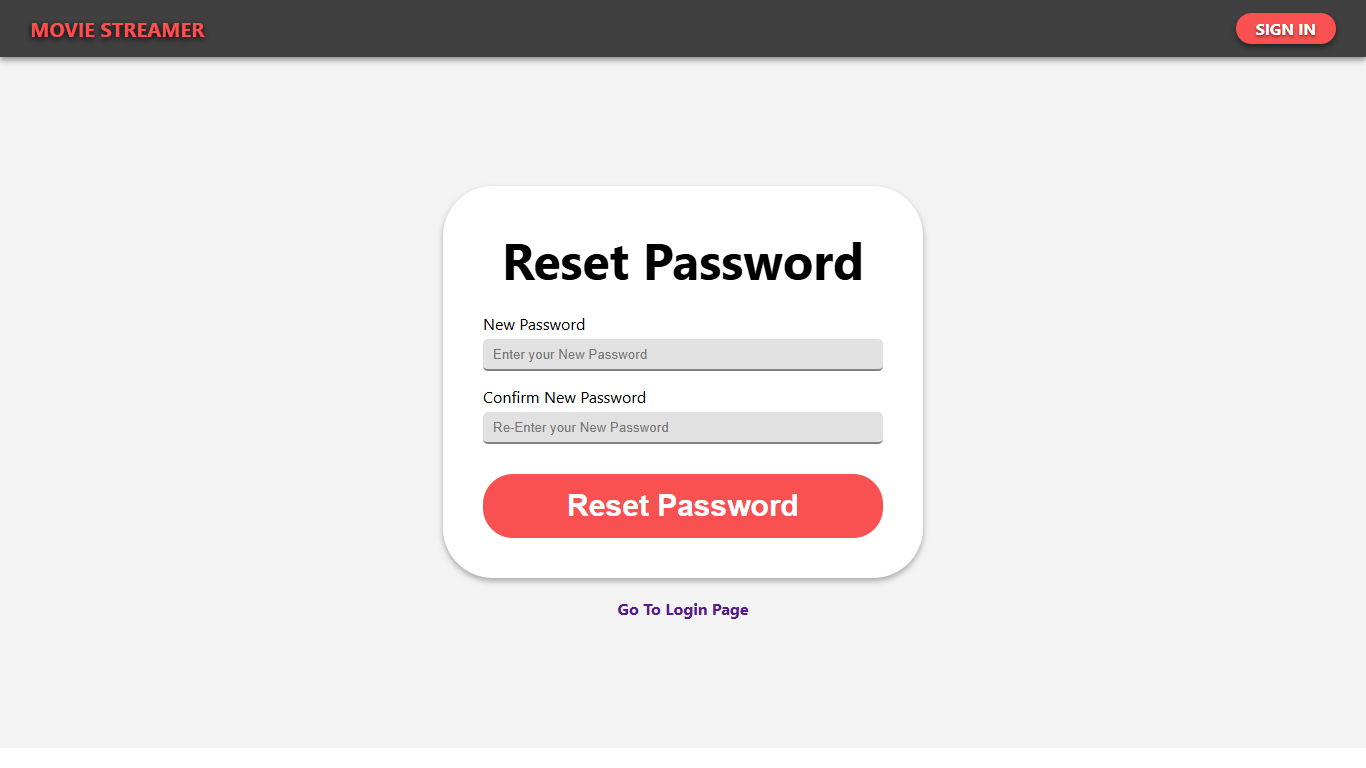 MOVIE STREAMER
SIGN IN
Reset Password
New Password
Enter your New Password
Confirm New Password
Re-Enter your New Password
Reset Password
Go To Login Page